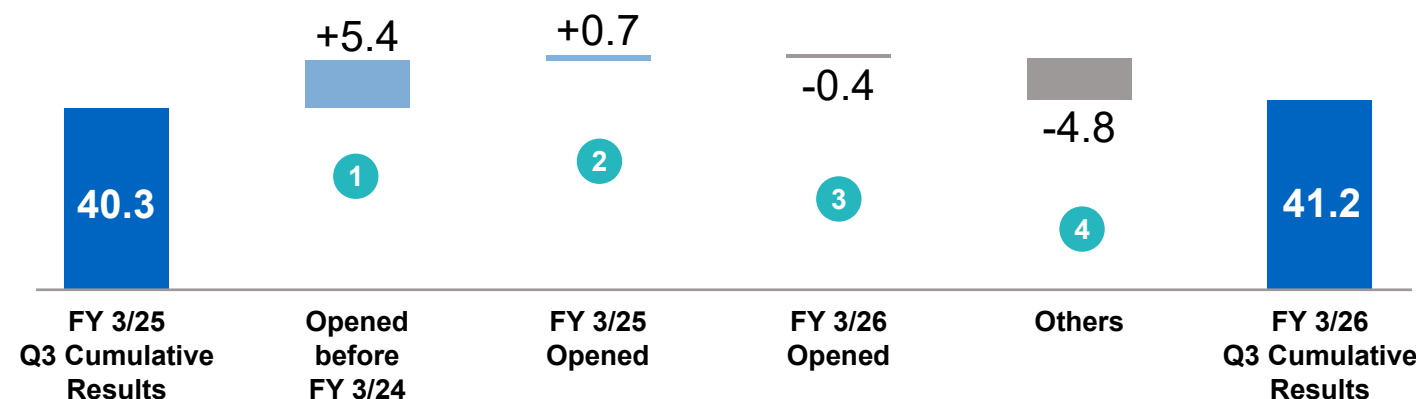 +5.4
+0.7
-0.4
-4.8
1
2
3
4
40.3
41.2
FY 3/25
Q3 Cumulative
Results
Opened
before
FY 3/24
FY 3/25
Opened
FY 3/26
Opened
Others
FY 3/26
Q3 Cumulative
Results